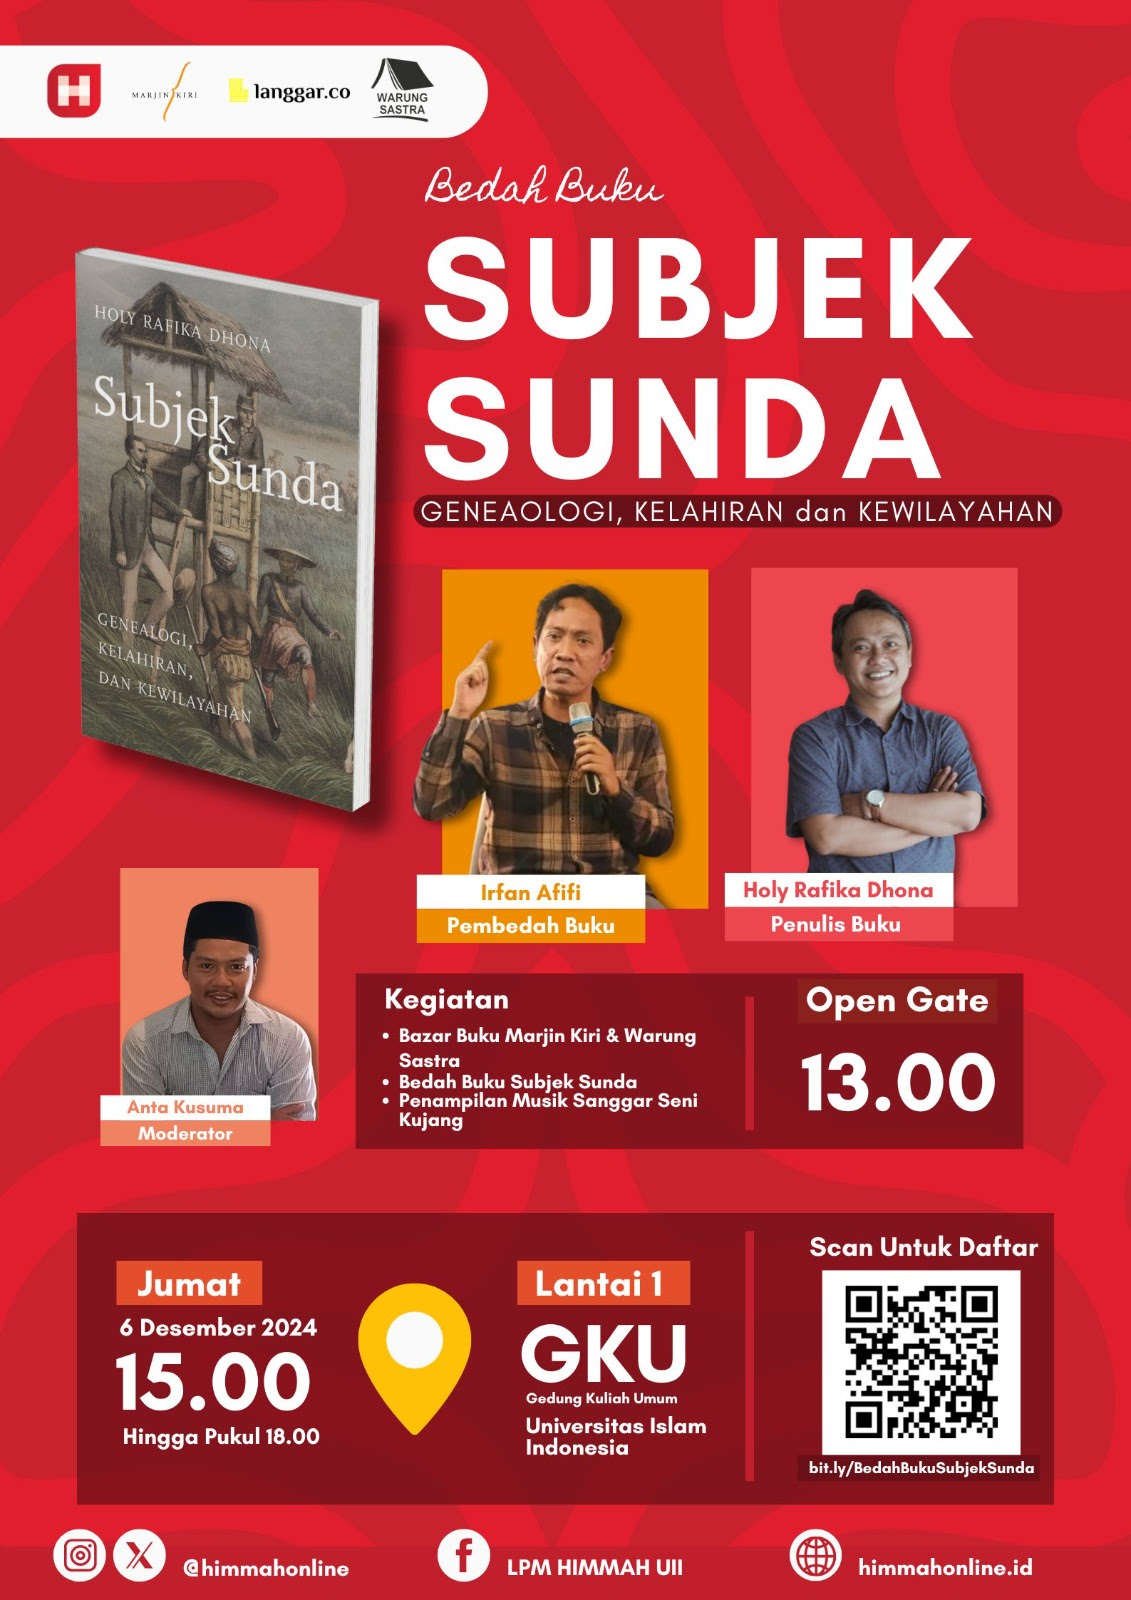 MARJIN KIRI
langgar.co
WARUNG
SASTRA
Bedah Buku
SUBJEK
SUNDA
GENEAOLOGI, KELAHIRAN dan KEWILAYAHAN
HOLY RAFIKA DHONA
Subjek
Sunda
GENEALOGI,
KELAHIRAN,
DAN KEWILAYAHAN
Irfan Afifi
Pembedah Buku
Holy Rafika Dhona
Penulis Buku
Anta Kusuma
Moderator
Kegiatan
• Bazar Buku Marjin Kiri & Warung
Sastra
• Bedah Buku Subjek Sunda
• Penampilan Musik Sanggar Seni
Kujang
Open Gate
13.00
Jumat
6 Desember 2024
15.00
Hingga Pukul 18.00
Lantai 1
GKU
Gedung Kuliah Umum
Universitas Islam
Indonesia
Scan Untuk Daftar
bit.ly/BedahBukuSubjekSunda
@himmahonline
LPM HIMMAH UII
himmahonline.id